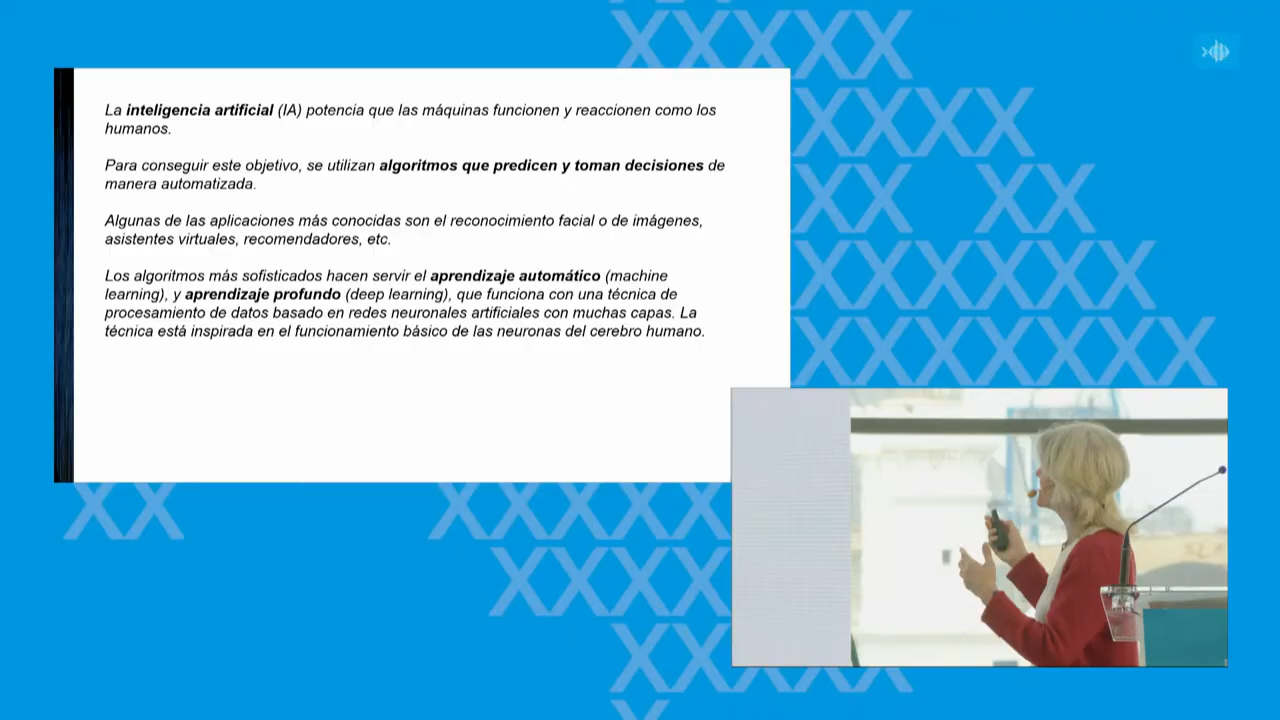 La inteligencia artificial (IA) potencia que las máquinas funcionen y reaccionen como los
humanos.
Para conseguir este objetivo, se utilizan algoritmos que predicen y toman decisiones de
manera automatizada.
Algunas de las aplicaciones más conocidas son el reconocimiento facial o de imágenes,
asistentes virtuales, recomendadores, etc.
Los algoritmos más sofisticados hacen servir el aprendizaje automático (machine
learning), y aprendizaje profundo (deep learning), que funciona con una técnica de
procesamiento de datos basado en redes neuronales artificiales con muchas capas. La
técnica está inspirada en el funcionamiento básico de las neuronas del cerebro humano.